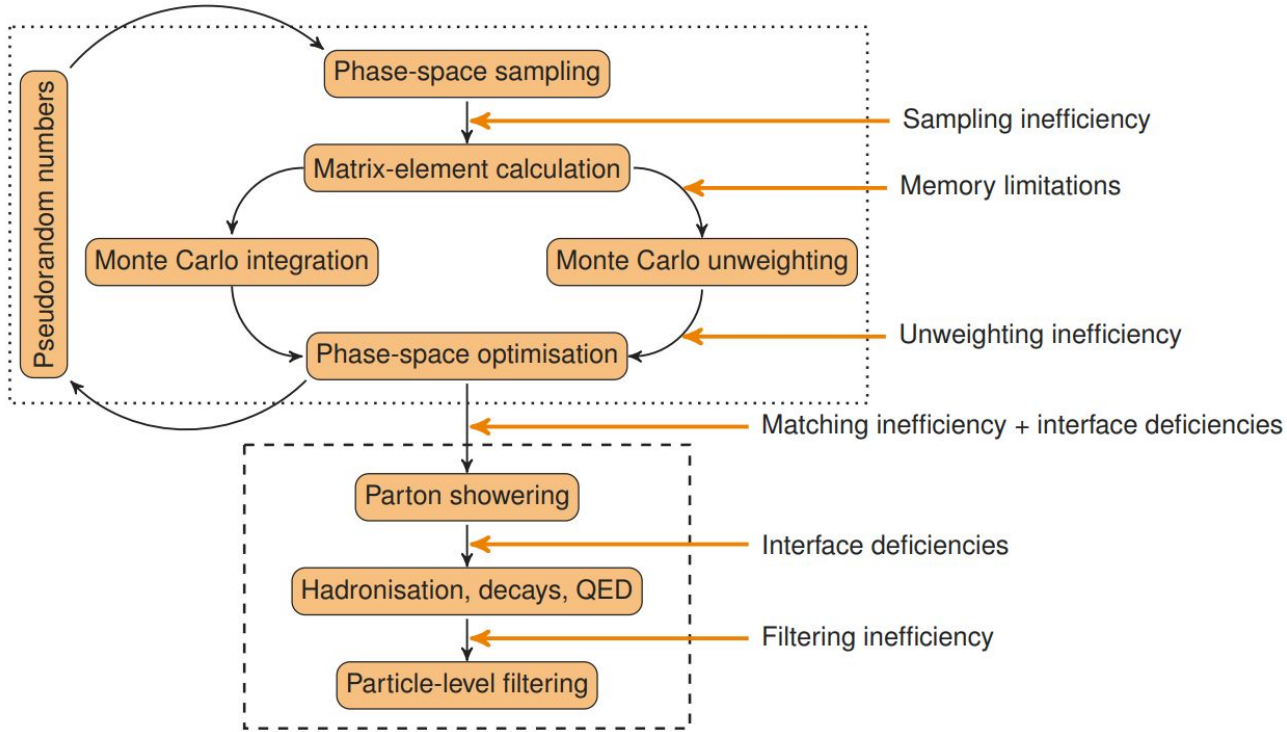 Phase-space sampling
Pseudorandom numbers
Sampling inefficiency
Matrix-element calculation
Memory limitations
Monte Carlo integration
Monte Carlo unweighting
Unweighting inefficiency
Phase-space optimisation
Matching inefficiency + interface deficiencies
Parton showering
Interface deficiencies
Hadronisation, decays, QED
Filtering inefficiency
Particle-level filtering